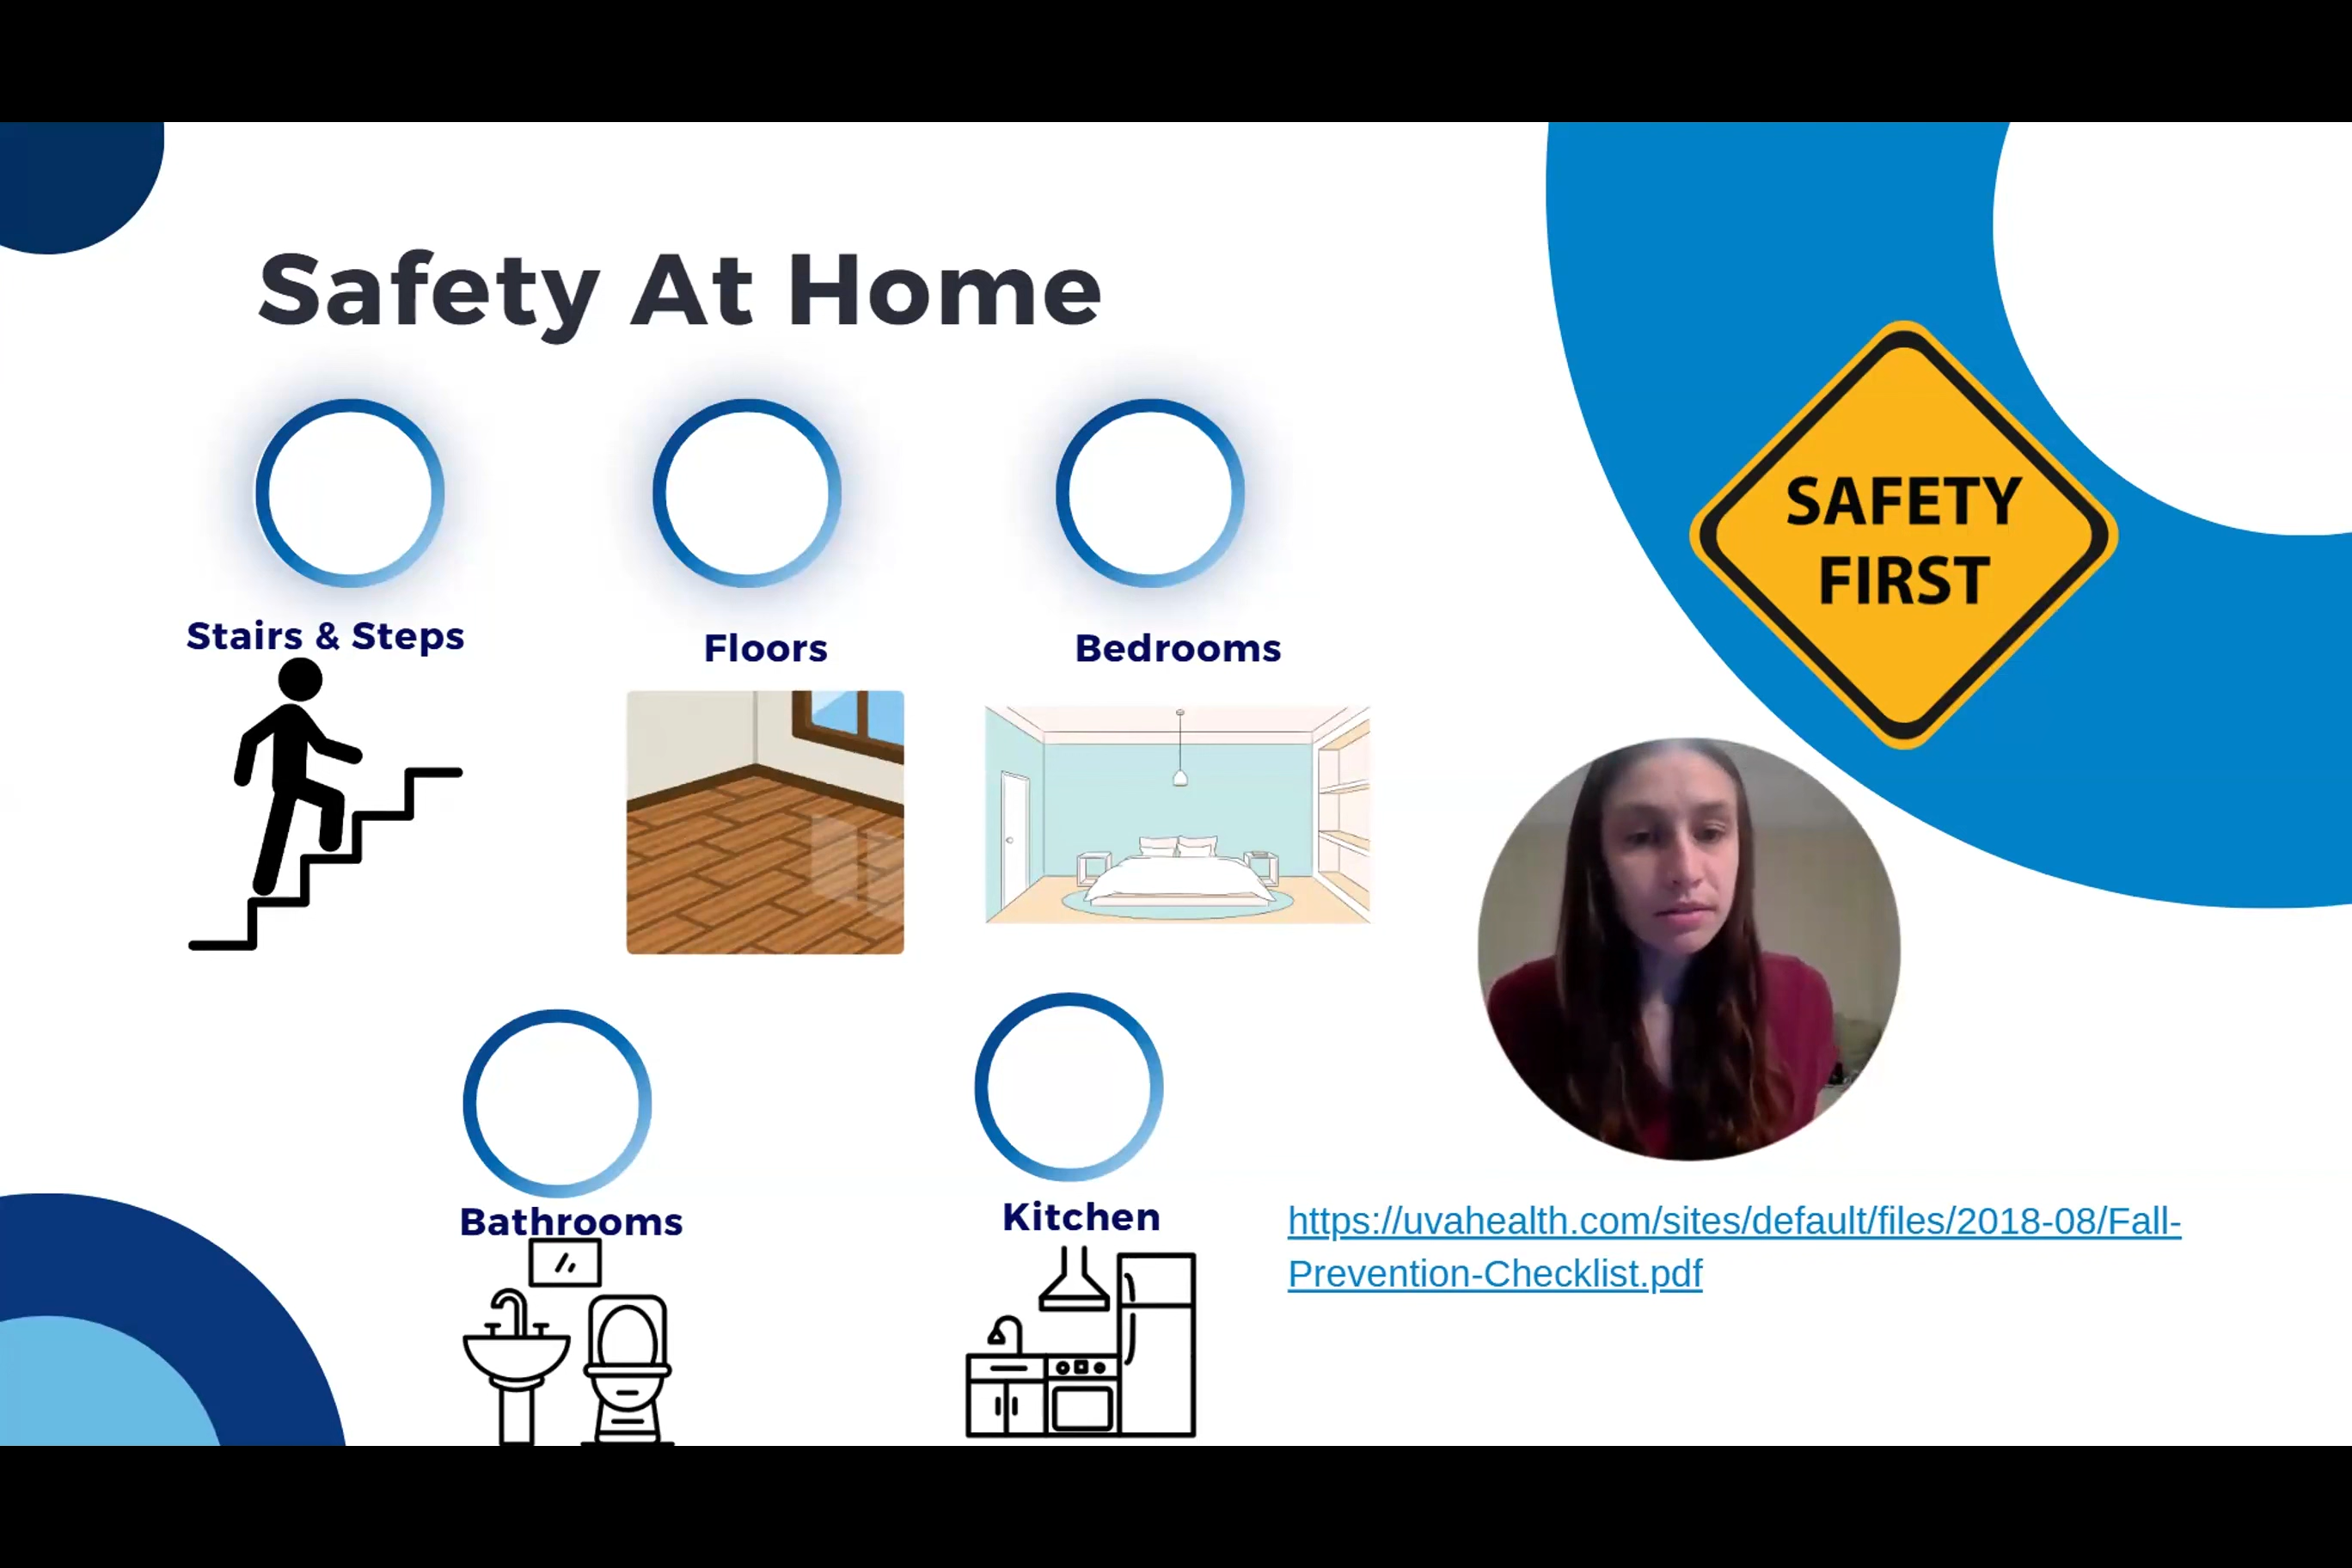 Safety At Home
SAFETY
FIRST
Stairs & Steps
Floors
Bedrooms
Bathrooms
Kitchen
https://uvahealth.com/sites/default/files/2018-08/Fall-
Prevention-Checklist.pdf